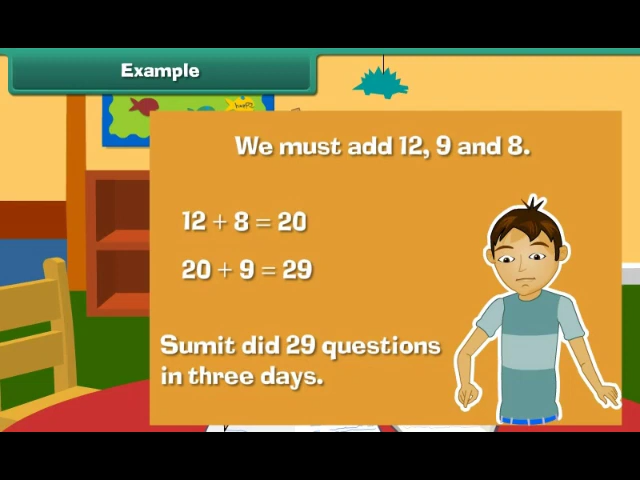 Example
We must add 12, 9 and 8.
12 + 8 = 20
20 + 9 = 29
Sumit did 29 questions
in three days.